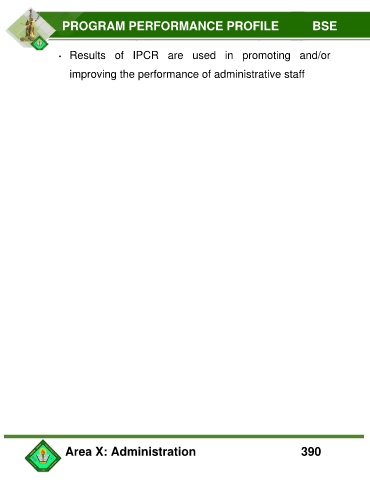 PROGRAM PERFORMANCE PROFILE BSE
- Results of IPCR are used in promoting and/or
improving the performance of administrative staff
Area X: Administration 390